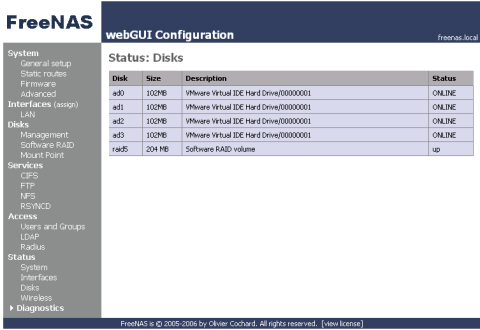 FreeNAS
webGUI Configuration
freenas.local
System
General setup
Static routes
Firmware
Advanced
Interfaces (assign)
LAN
Disks
Management
Software RAID
Mount Point
Services
CIFS
FTP
NFS
RSYNCD
Access
Users and Groups
LDAP
Radius
Status
System
Interfaces
Disks
Wireless
Diagnostics
Status: Disks
Disk Size Description Status
ad0 102MB VMware Virtual IDE Hard Drive/00000001 ONLINE
ad1 102MB VMware Virtual IDE Hard Drive/00000001 ONLINE
ad2 102MB VMware Virtual IDE Hard Drive/00000001 ONLINE
ad3 102MB VMware Virtual IDE Hard Drive/00000001 ONLINE
raid5 204 MB Software RAID volume up
FreeNAS is © 2005-2006 by Olivier Cochard. All rights reserved. [view license]